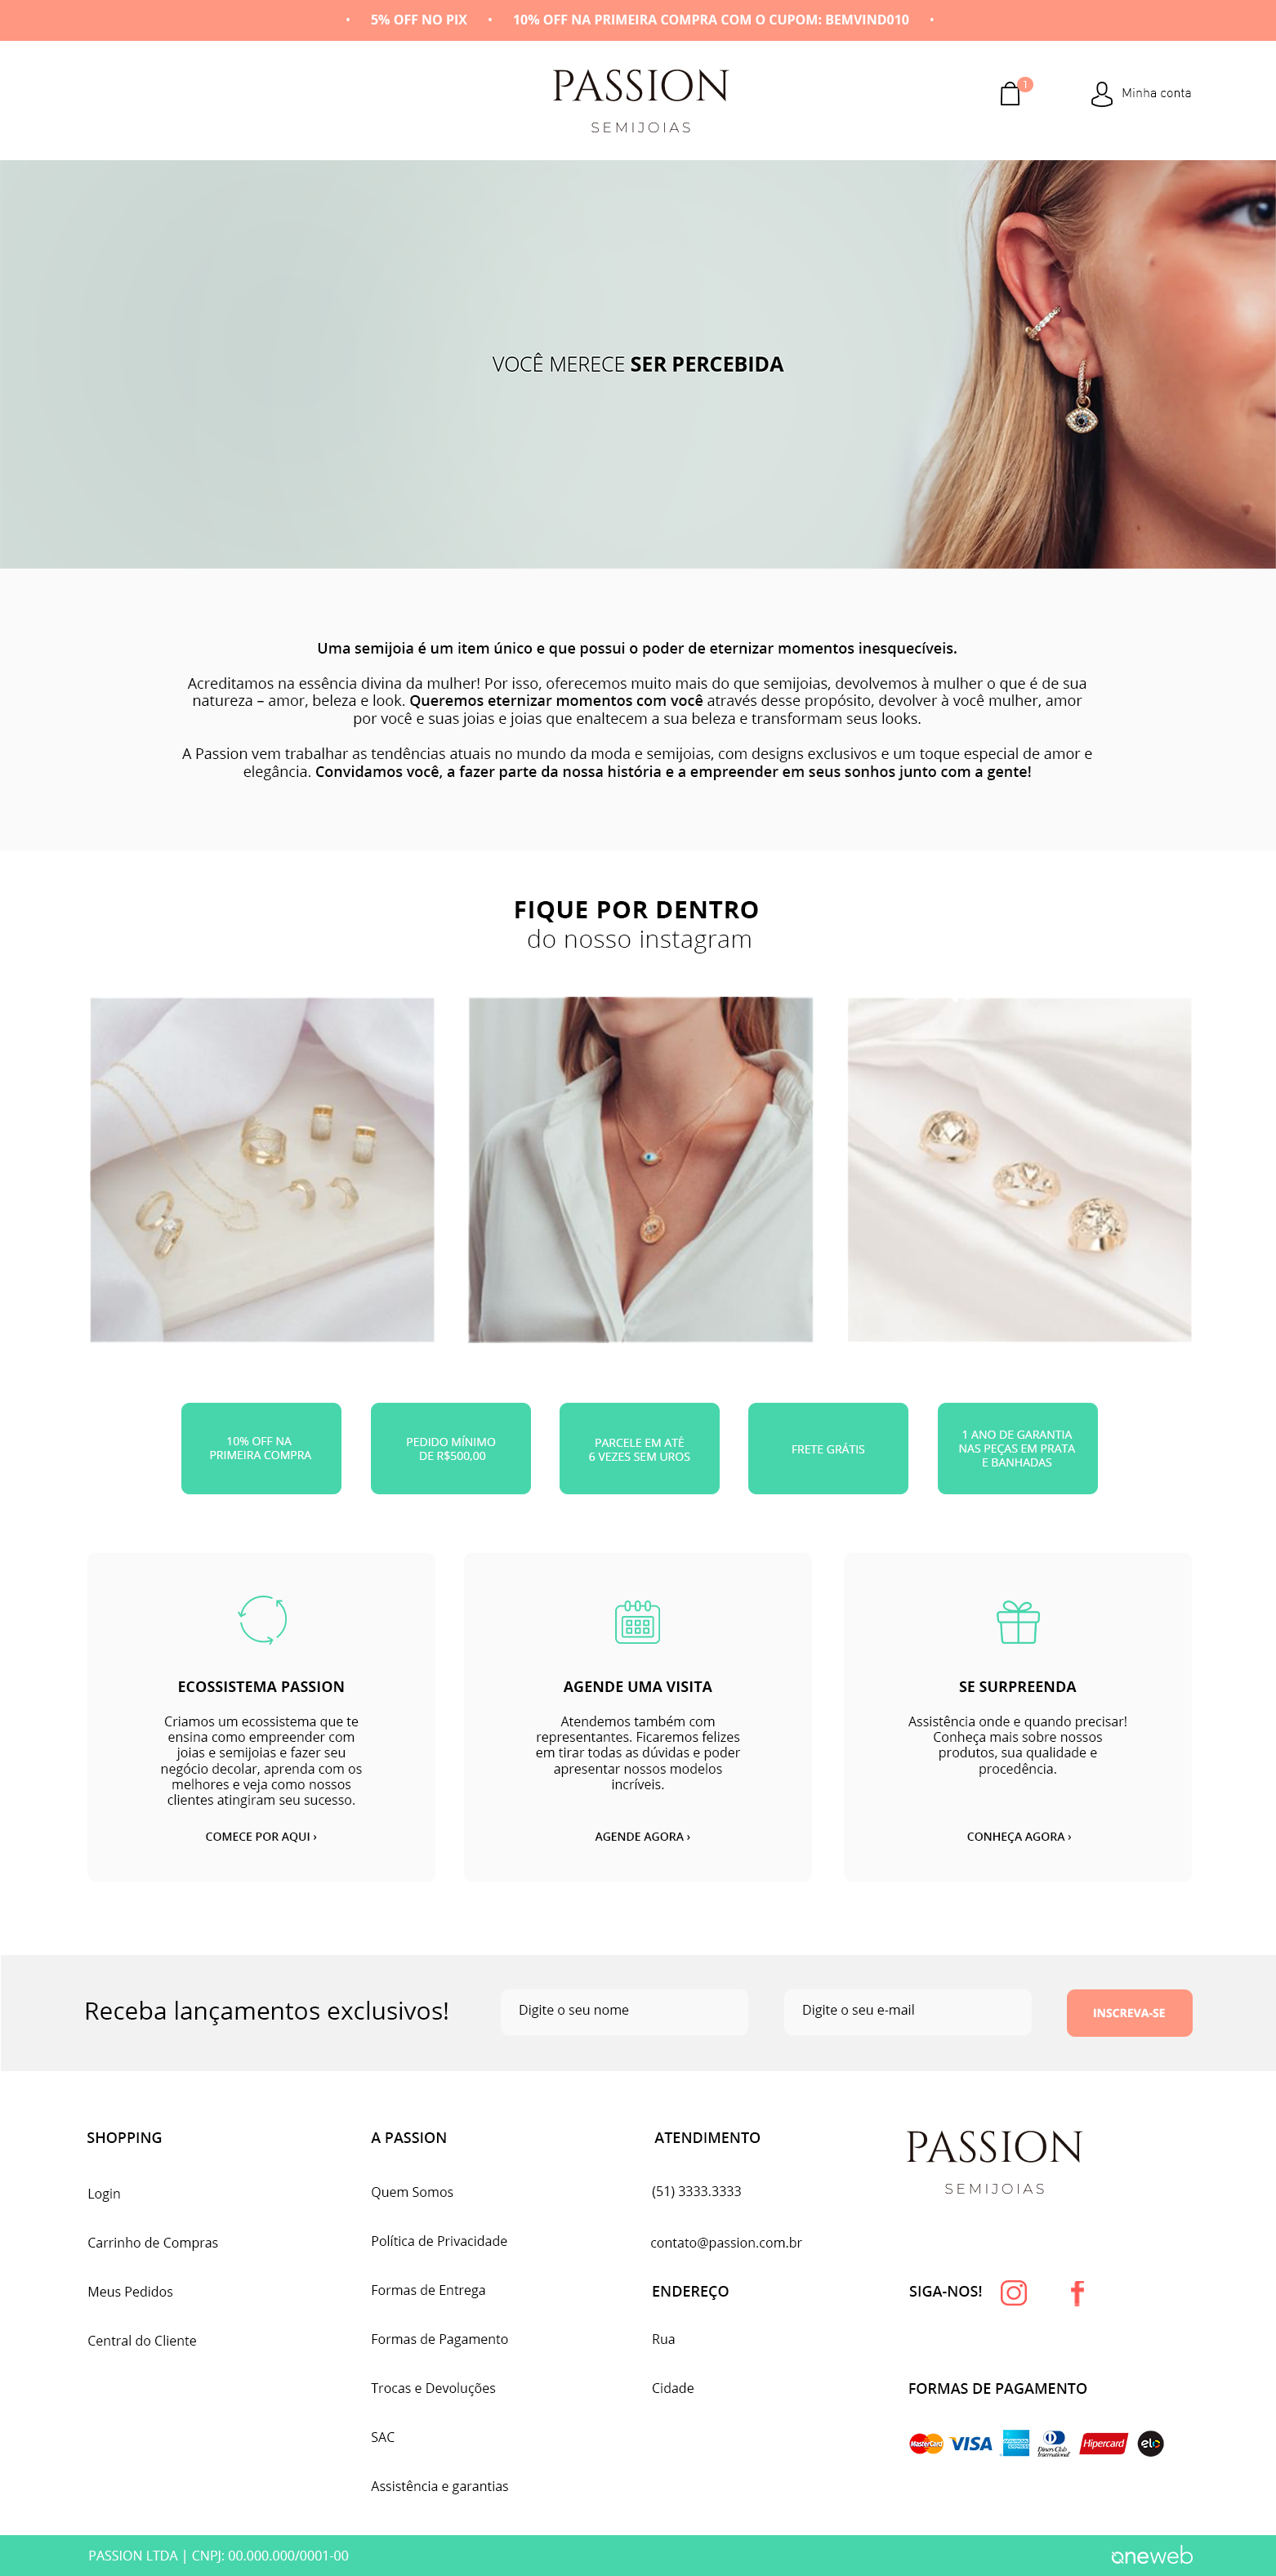 • 5% OFF NO PIX • 10% OFF NA PRIMEIRA COMPRA COM O CUPOM: BEMVIND010 •
PASSION
SEMIJOIAS
1
Minha conta
VOCÊ MERECE SER PERCEBIDA
Uma semijoia é um item único e que possui o poder de eternizar momentos inesquecíveis.
Acreditamos na essência divina da mulher! Por isso, oferecemos muito mais do que semijoias, devolvemos à mulher o que é de sua
natureza – amor, beleza e look. Queremos eternizar momentos com você através desse propósito, devolver à você mulher, amor
por você e suas joias e joias que enaltecem a sua beleza e transformam seus looks.
A Passion vem trabalhar as tendências atuais no mundo da moda e semijoias, com designs exclusivos e um toque especial de amor e
elegância. Convidamos você, a fazer parte da nossa história e a empreender em seus sonhos junto com a gente!
FIQUE POR DENTRO
do nosso instagram
10% OFF NA
PRIMEIRA COMPRA
PEDIDO MÍNIMO
DE R$500,00
PARCELE EM ATÉ
6 VEZES SEM UROS
FRETE GRÁTIS
1 ANO DE GARANTIA
NAS PEÇAS EM PRATA
E BANHADAS
ECOSSISTEMA PASSION
Criamos um ecossistema que te
ensina como empreender com
joias e semijoias e fazer seu
negócio decolar, aprenda com os
melhores e veja como nossos
clientes atingiram seu sucesso.
COMECE POR AQUI ›
AGENDE UMA VISITA
Atendemos também com
representantes. Ficaremos felizes
em tirar todas as dúvidas e poder
apresentar nossos modelos
incríveis.
AGENDE AGORA ›
SE SURPREENDA
Assistência onde e quando precisar!
Conheça mais sobre nossos
produtos, sua qualidade e
procedência.
CONHEÇA AGORA ›
Receba lançamentos exclusivos!
Digite o seu nome
Digite o seu e-mail
INSCREVA-SE
SHOPPING
Login
Carrinho de Compras
Meus Pedidos
Central do Cliente
A PASSION
Quem Somos
Política de Privacidade
Formas de Entrega
Formas de Pagamento
Trocas e Devoluções
SAC
Assistência e garantias
ATENDIMENTO
(51) 3333.3333
contato@passion.com.br
ENDEREÇO
Rua
Cidade
PASSION
SEMIJOIAS
SIGA-NOS!
FORMAS DE PAGAMENTO
MasterCard
VISA
AMERICAN EXPRESS
Diners Club
International
Hipercard
elo
PASSION LTDA | CNPJ: 00.000.000/0001-00
oneweb